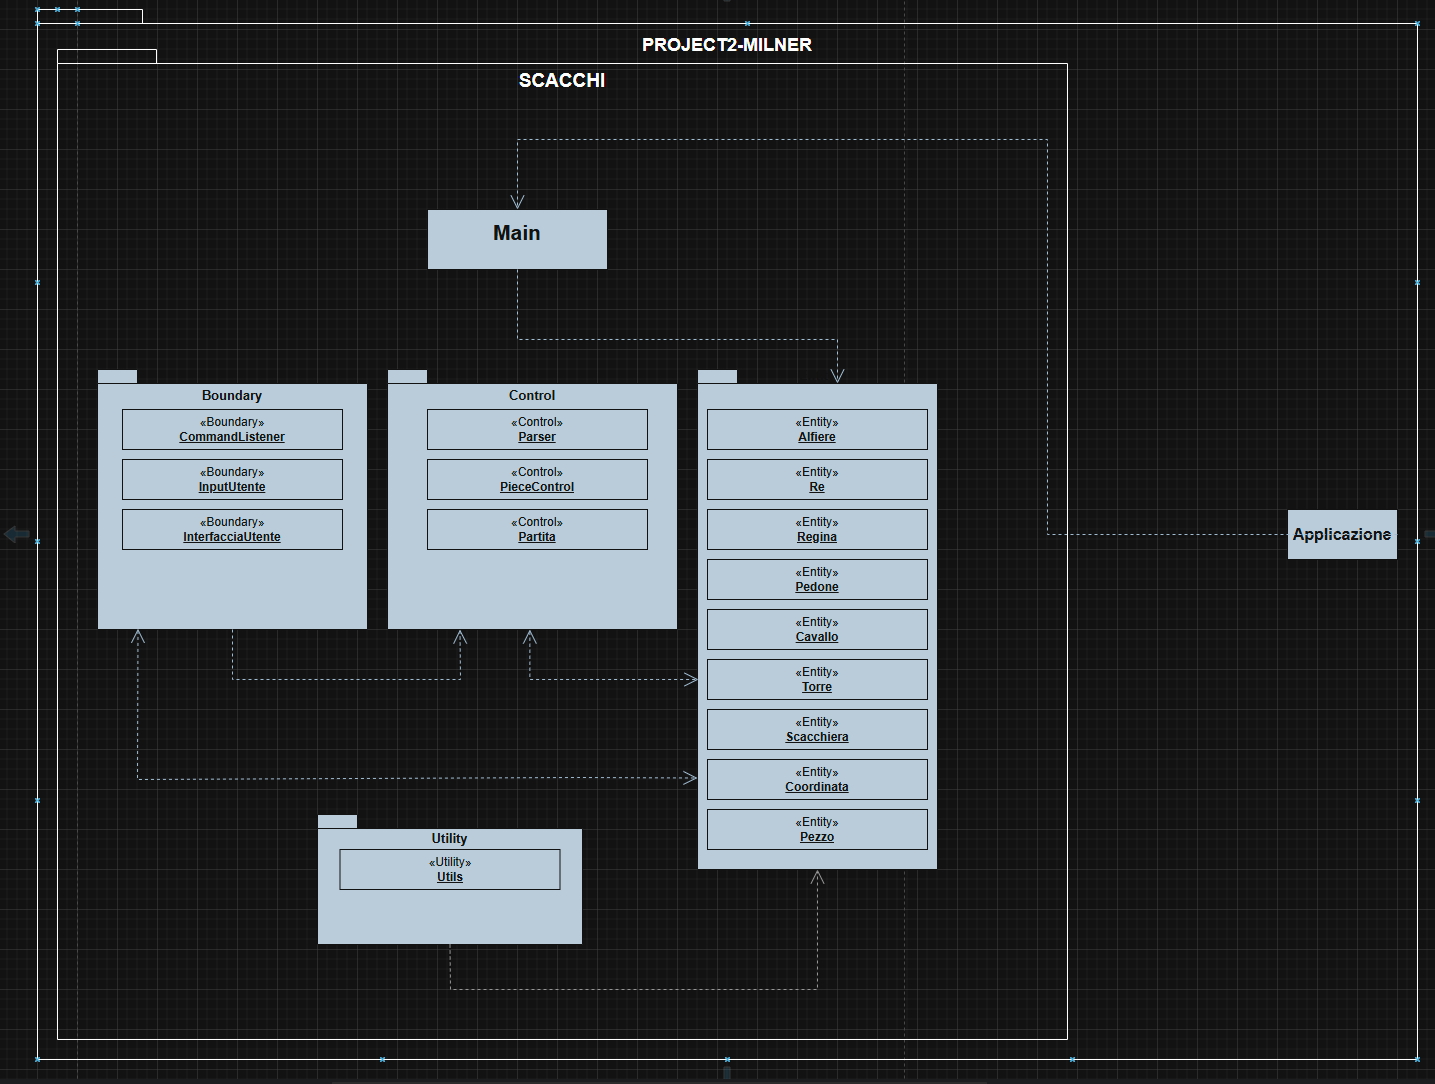 PROJECT2-MILNER
SCACCHI
Main
Boundary
«Boundary»
CommandListener
«Boundary»
InputUtente
«Boundary»
InterfacciaUtente
Control
«Control»
Parser
«Control»
PieceControl
«Control»
Partita
«Entity»
Alfiere
«Entity»
Re
«Entity»
Regina
«Entity»
Pedone
«Entity»
Cavallo
«Entity»
Torre
«Entity»
Scacchiera
«Entity»
Coordinata
«Entity»
Pezzo
Applicazione
Utility
«Utility»
Utils